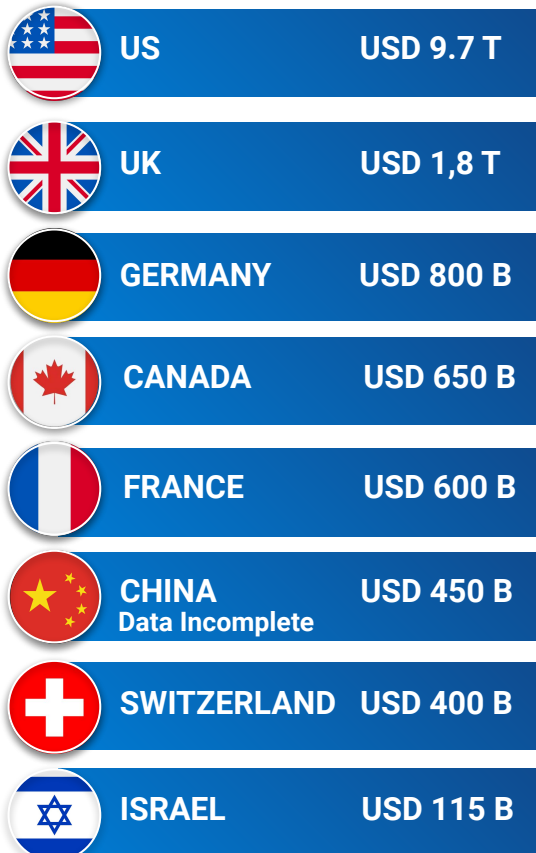 US USD 9.7 T
UK USD 1,8 T
GERMANY USD 800 B
CANADA USD 650 B
FRANCE USD 600 B
CHINA USD 450 B
Data Incomplete
SWITZERLAND USD 400 B
ISRAEL USD 115 B